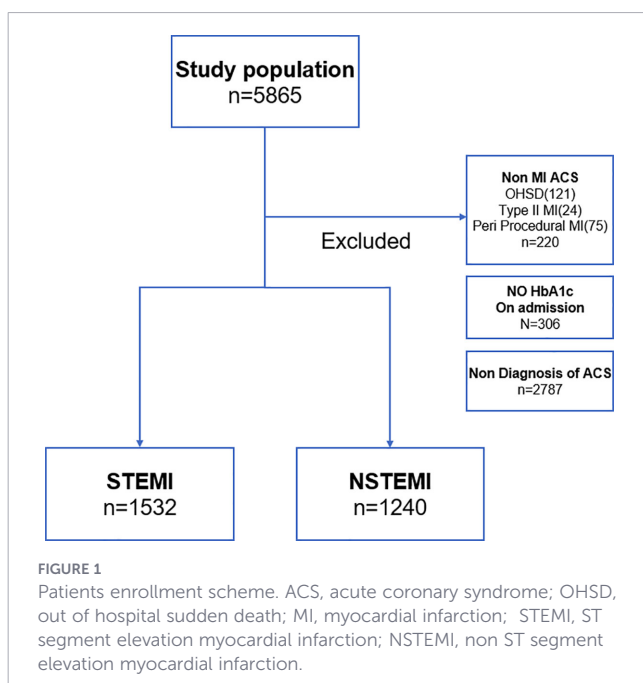 Study population
n=5865
Non MI ACS
OHSD(121)
Type II MI(24)
Peri Procedural MI(75)
n=220
Excluded
NO HbA1c
On admission
N=306
Non Diagnosis of ACS
n=2787
STEMI
n=1532
NSTEMI
n=1240
FIGURE 1
Patients enrollment scheme. ACS, acute coronary syndrome; OHSD,
out of hospital sudden death; MI, myocardial infarction; STEMI, ST
segment elevation myocardial infarction; NSTEMI, non ST segment
elevation myocardial infarction.